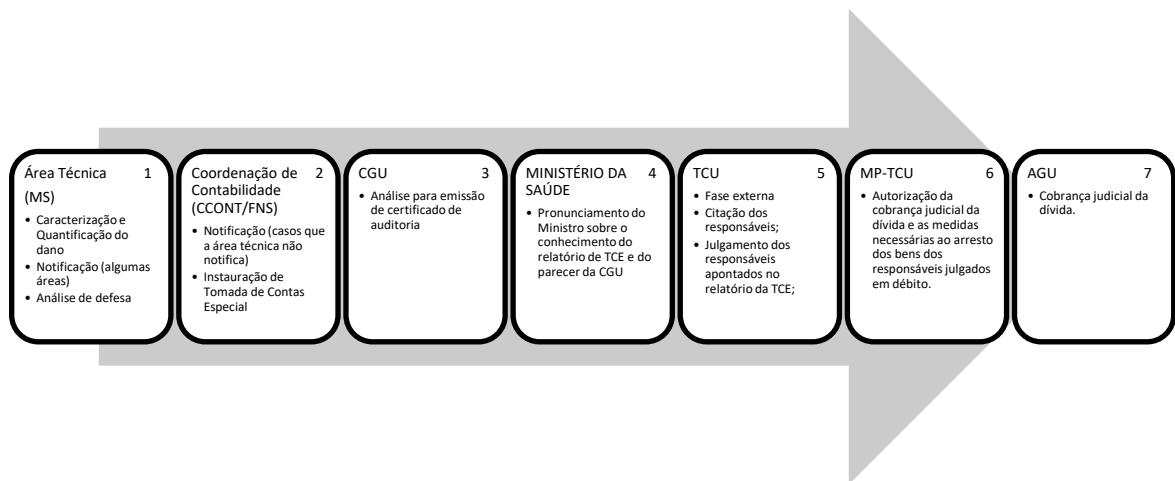 Área Técnica 1
(MS)
• Caracterização e
Quantificação do
dano
• Notificação (algumas
áreas)
• Análise de defesa
Coordenação de 2
Contabilidade
(CCONT/FNS)
• Notificação (casos que
a área técnica não
notifica)
• Instauração de
Tomada de Contas
Especial
CGU 3
• Análise para emissão
de certificado de
auditoria
MINISTÉRIO DA 4
SAÚDE
• Pronunciamento do
Ministro sobre o
conhecimento do
relatório de TCE e do
parecer da CGU
TCU 5
• Fase externa
• Citação dos
responsáveis;
• Julgamento dos
responsáveis
apontados no
relatório da TCE;
MP-TCU 6
• Autorização da
cobrança judicial da
dívida e as medidas
necessárias ao arresto
dos bens dos
responsáveis julgados
em débito.
AGU 7
• Cobrança judicial da
dívida.